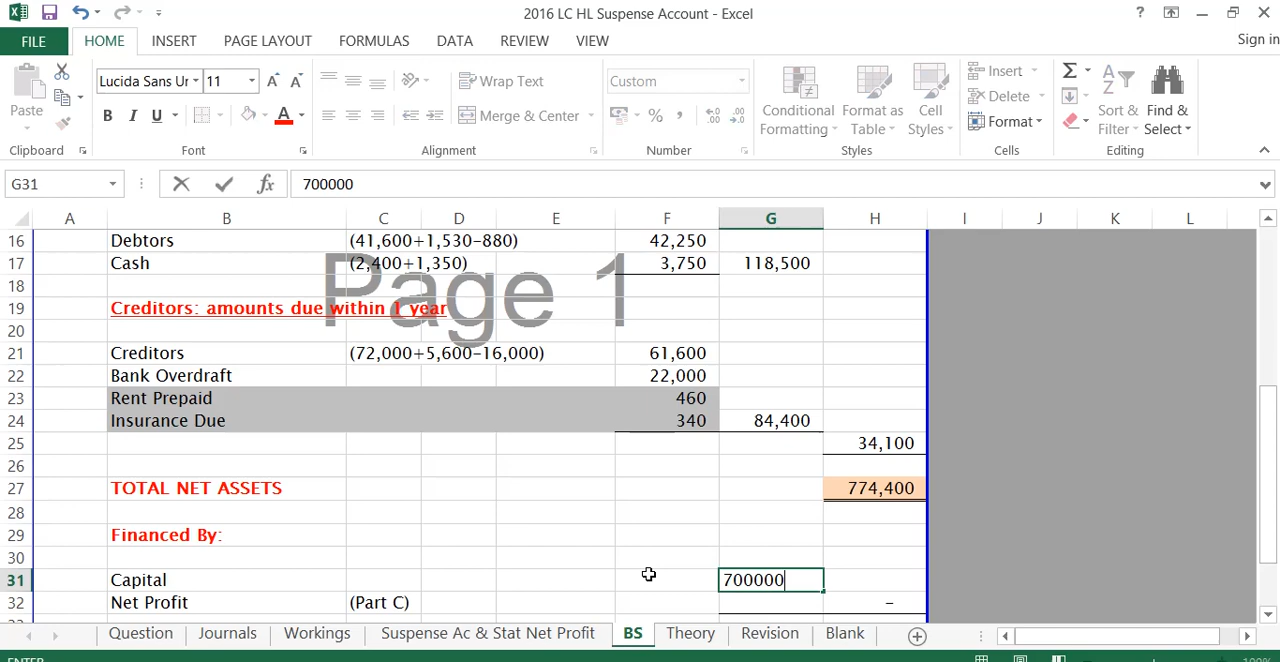 2016 LC HL Suspense Account - Excel
FILE HOME INSERT PAGE LAYOUT FORMULAS DATA REVIEW VIEW Sign in
Lucida Sans Ur 11 Wrap Text Custom Insert
Paste B I U Merge & Center % Conditional Formatting Format as Table Cell Styles Delete Format Sort & Filter Find & Select
Clipboard Font Alignment Number Styles Cells Editing
G31 fx 700000
A B C D E F G H I J K L
16 Debtors (41,600+1,530-880) 42,250
17 Cash (2,400+1,350) 3,750 118,500
18
Page 1
19 Creditors: amounts due within 1 year
20
21 Creditors (72,000+5,600-16,000) 61,600
22 Bank Overdraft 22,000
23 Rent Prepaid 460
24 Insurance Due 340 84,400
25 34,100
26
27 TOTAL NET ASSETS 774,400
28
29 Financed By:
30
31 Capital 700000
32 Net Profit (Part C) -
Question Journals Workings Suspense Ac & Stat Net Profit BS Theory Revision Blank